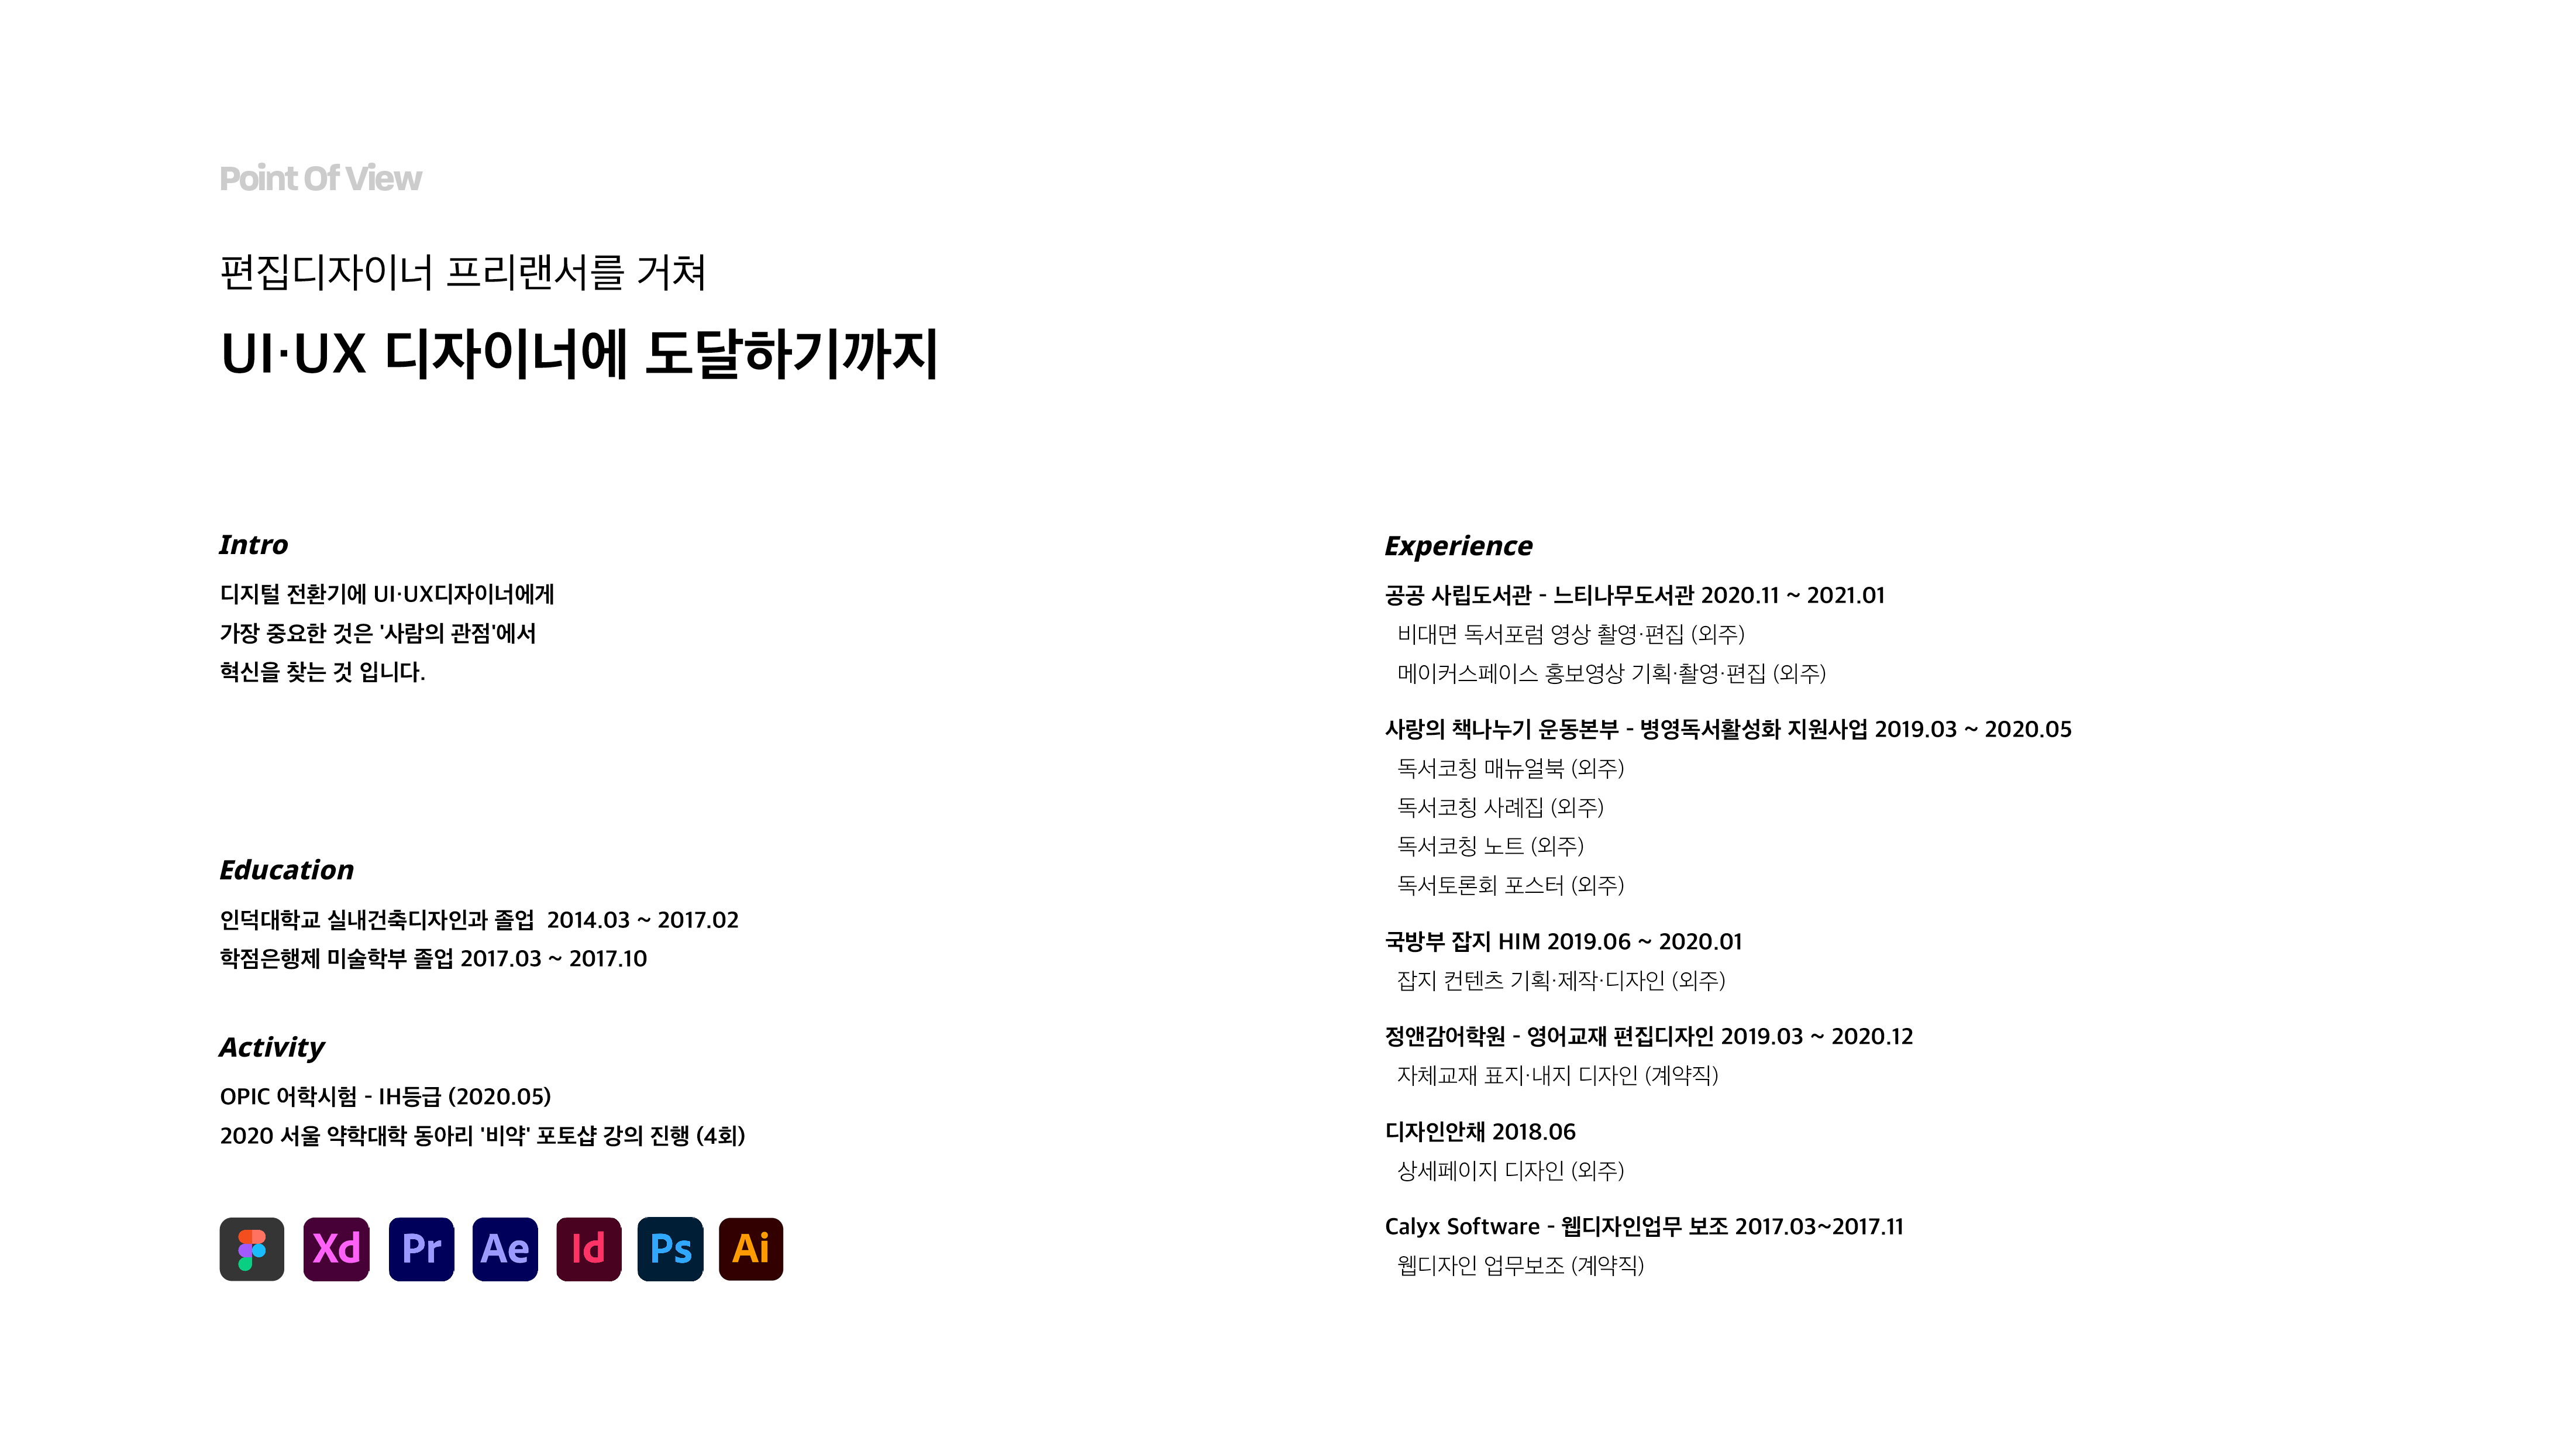 Point Of View
편집디자이너 프리랜서를 거쳐
UI·UX 디자이너에 도달하기까지
Intro
디지털 전환기에 UI·UX디자이너에게
가장 중요한 것은 '사람의 관점'에서
혁신을 찾는 것 입니다.
Education
인덕대학교 실내건축디자인과 졸업  2014.03 ~ 2017.02
학점은행제 미술학부 졸업 2017.03 ~ 2017.10
Activity
OPIC 어학시험 - IH등급 (2020.05)
2020 서울 약학대학 동아리 '비약' 포토샵 강의 진행 (4회)
Xd Pr Ae Id Ps Ai
Experience
공공 사립도서관 - 느티나무도서관 2020.11 ~ 2021.01
비대면 독서포럼 영상 촬영·편집 (외주)
메이커스페이스 홍보영상 기획·촬영·편집 (외주)
사랑의 책나누기 운동본부 - 병영독서활성화 지원사업 2019.03 ~ 2020.05
독서코칭 매뉴얼북 (외주)
독서코칭 사례집 (외주)
독서코칭 노트 (외주)
독서토론회 포스터 (외주)
국방부 잡지 HIM 2019.06 ~ 2020.01
잡지 컨텐츠 기획·제작·디자인 (외주)
정앤감어학원 - 영어교재 편집디자인 2019.03 ~ 2020.12
자체교재 표지·내지 디자인 (계약직)
디자인안채 2018.06
상세페이지 디자인 (외주)
Calyx Software - 웹디자인업무 보조 2017.03~2017.11
웹디자인 업무보조 (계약직)